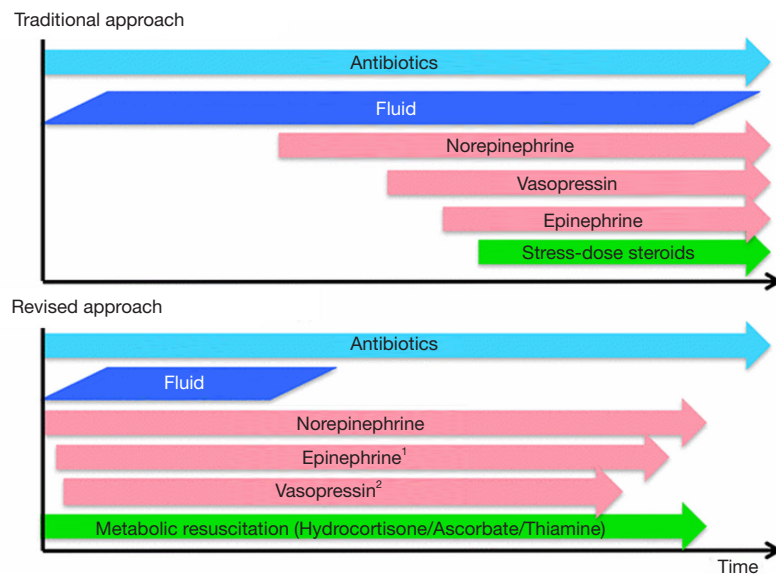 Traditional approach
Antibiotics
Fluid
Norepinephrine
Vasopressin
Epinephrine
Stress-dose steroids
Revised approach
Antibiotics
Fluid
Norepinephrine
Epinephrine¹
Vasopressin²
Metabolic resuscitation (Hydrocortisone/Ascorbate/Thiamine)
Time